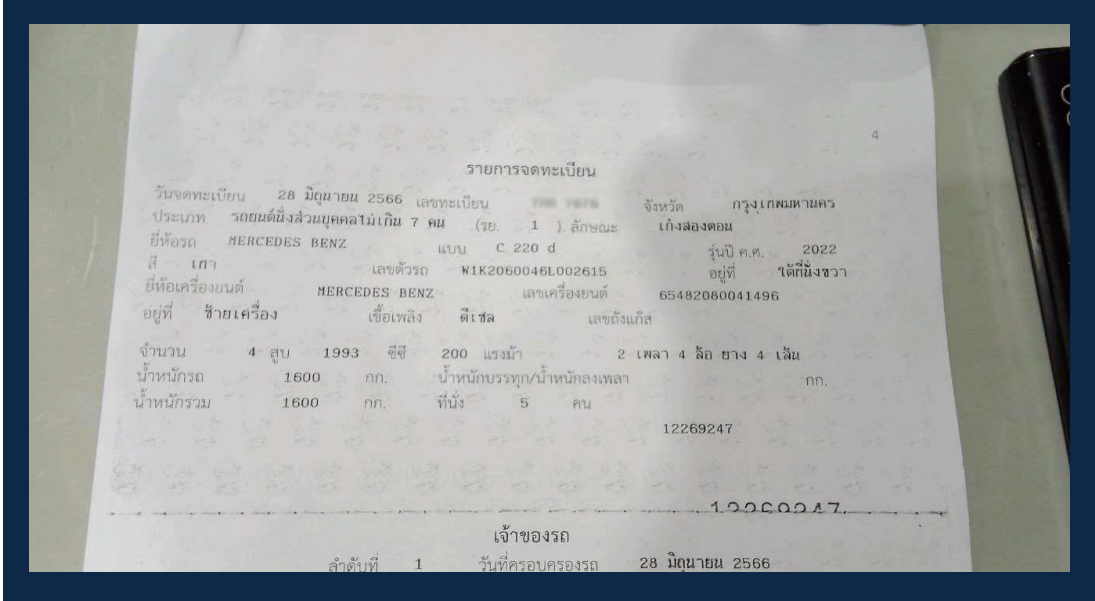 4
รายการจดทะเบียน
วันจดทะเบียน 28 มิถุนายน 2566 เลขทะเบียน จังหวัด กรุงเทพมหานคร
ประเภท รถยนต์นั่งส่วนบุคคลไม่เกิน 7 คน (รย. 1 ) ลักษณะ เก๋งสองตอน
ยี่ห้อรถ MERCEDES BENZ แบบ C 220 d รุ่นปี ค.ศ. 2022
สี เทา เลขตัวรถ W1K2060046L002615 อยู่ที่ ใต้ที่นั่งขวา
ยี่ห้อเครื่องยนต์ MERCEDES BENZ เลขเครื่องยนต์ 65482080041496
อยู่ที่ ซ้ายเครื่อง เชื้อเพลิง ดีเซล เลขถังแก๊ส
จำนวน 4 สูบ 1993 ซีซี 200 แรงม้า 2 เพลา 4 ล้อ ยาง 4 เส้น
น้ำหนักรถ 1600 กก. น้ำหนักบรรทุก/น้ำหนักลงเพลา กก.
น้ำหนักรวม 1600 กก. ที่นั่ง 5 คน
12269247
12269247
เจ้าของรถ
ลำดับที่ 1 วันที่ครอบครองรถ 28 มิถุนายน 2566